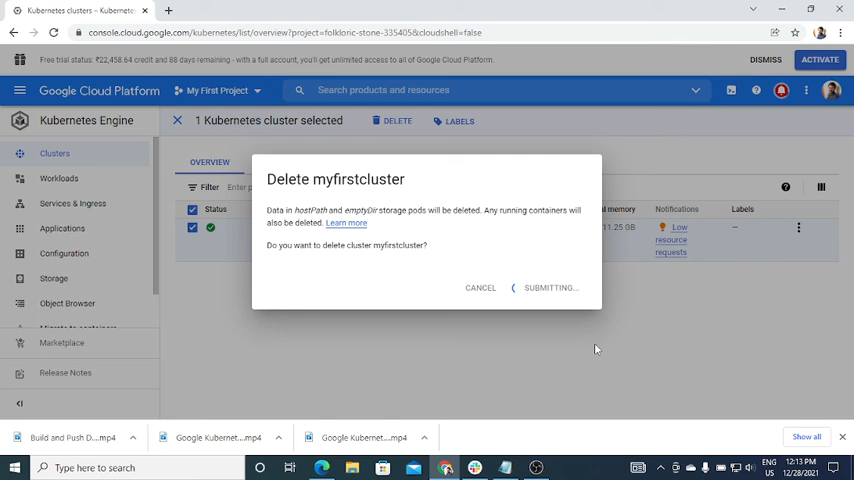 Kubernetes clusters – Kubernete
console.cloud.google.com/kubernetes/list/overview?project=folkloric-stone-335405&cloudshell=false
Free trial status: ₹22,458.64 credit and 88 days remaining - with a full account, you'll get unlimited access to all of Google Cloud Platform.
DISMISS
ACTIVATE
Google Cloud Platform
My First Project
Search products and resources
Kubernetes Engine
1 Kubernetes cluster selected
DELETE
LABELS
Clusters
Workloads
Services & Ingress
Applications
Configuration
Storage
Object Browser
Marketplace
Release Notes
OVERVIEW
Filter
Status
memory
Notifications
Labels
11.25 GB
Low
resource
requests
–
Delete myfirstcluster
Data in hostPath and emptyDir storage pods will be deleted. Any running containers will
also be deleted. Learn more
Do you want to delete cluster myfirstcluster?
CANCEL
SUBMITTING...
Build and Push D....mp4
Google Kubernet....mp4
Google Kubernet....mp4
Show all
Type here to search
ENG
US
12:13 PM
12/28/2021